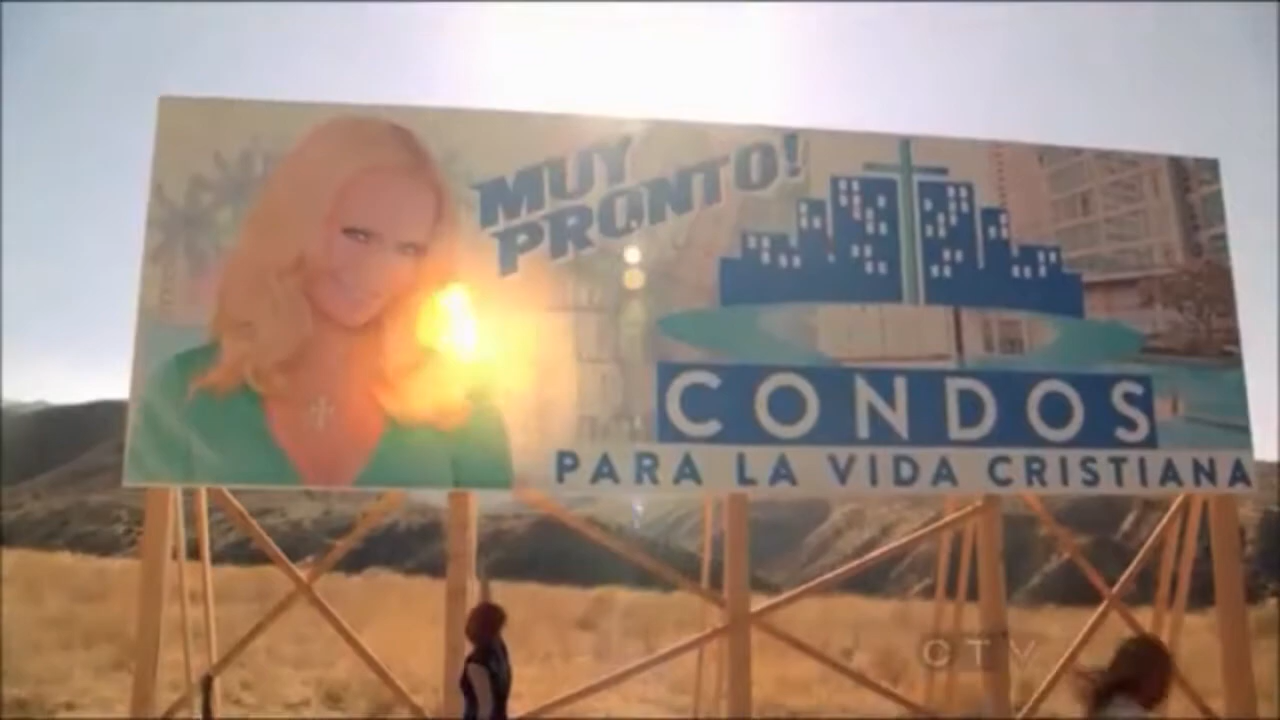 MUY
PRONTO!
CONDOS
PARA LA VIDA CRISTIANA
CTV